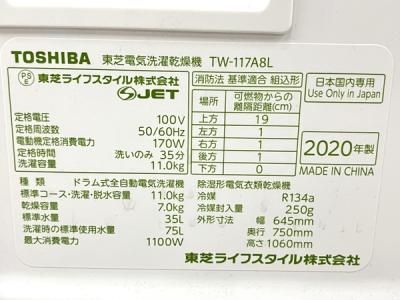 TOSHIBA 東芝電気洗濯乾燥機 TW-117A8L
PSE 東芝ライフスタイル株式会社
JET
定格電圧 100V
定格周波数 50/60Hz
電動機定格消費電力 170W
定格時間 洗いのみ 35分
定格洗濯容量 11.0kg
消防法 基準適合 組込形
場所 可燃物からの離隔距離(cm)
上方 19
左方 1
右方 1
後方 1
下方 0
日本国内専用
Use Only in Japan
2020年製
MADE IN CHINA
種類 ドラム式全自動電気洗濯機
標準コース・洗濯・脱水容量 11.0kg
乾燥容量 7.0kg
標準水量 35L
洗濯時の標準使用水量 75L
最大消費電力 1100W
除湿形電気衣類乾燥機
冷媒 R134a
冷媒封入量 250g
外形寸法 幅 645mm
奥行 750mm
高さ 1060mm
東芝ライフスタイル株式会社